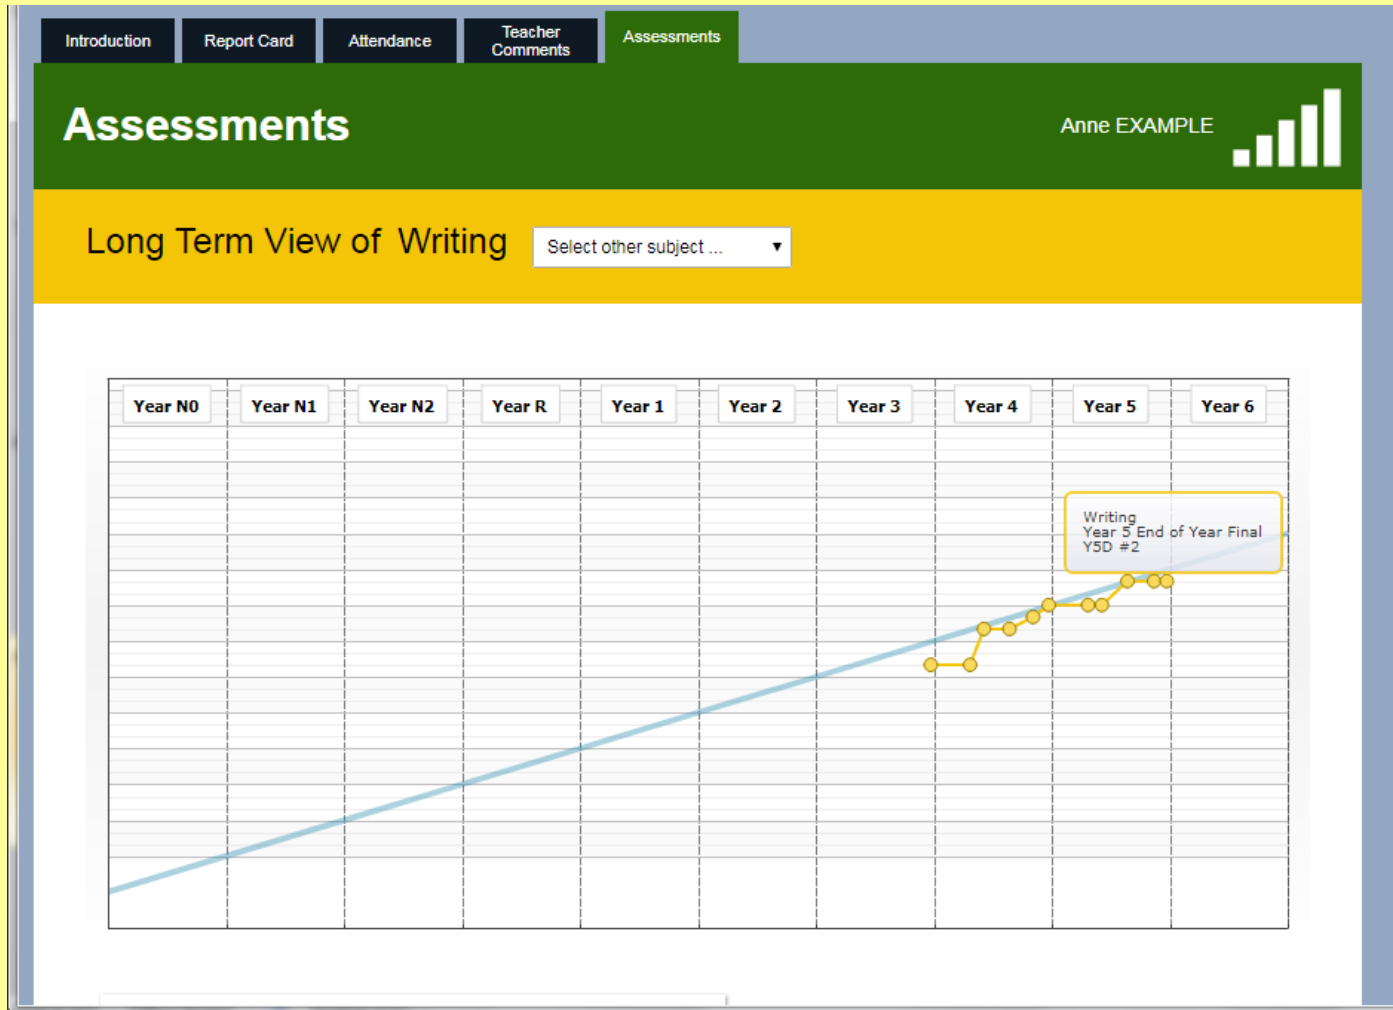 Introduction
Report Card
Attendance
Teacher
Comments
Assessments
Assessments
Anne EXAMPLE
Long Term View of Writing
Select other subject ...
Year N0
Year N1
Year N2
Year R
Year 1
Year 2
Year 3
Year 4
Year 5
Year 6
Writing
Year 5 End of Year Final
Y5D #2